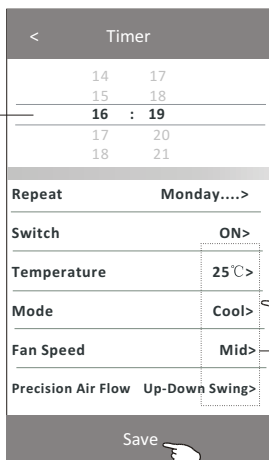 < Timer
14 17
15 18
16 : 19
17 20
18 21
Repeat Monday....>
Switch ON>
Temperature 25℃>
Mode Cool>
Fan Speed Mid>
Precision Air Flow Up-Down Swing>
Save